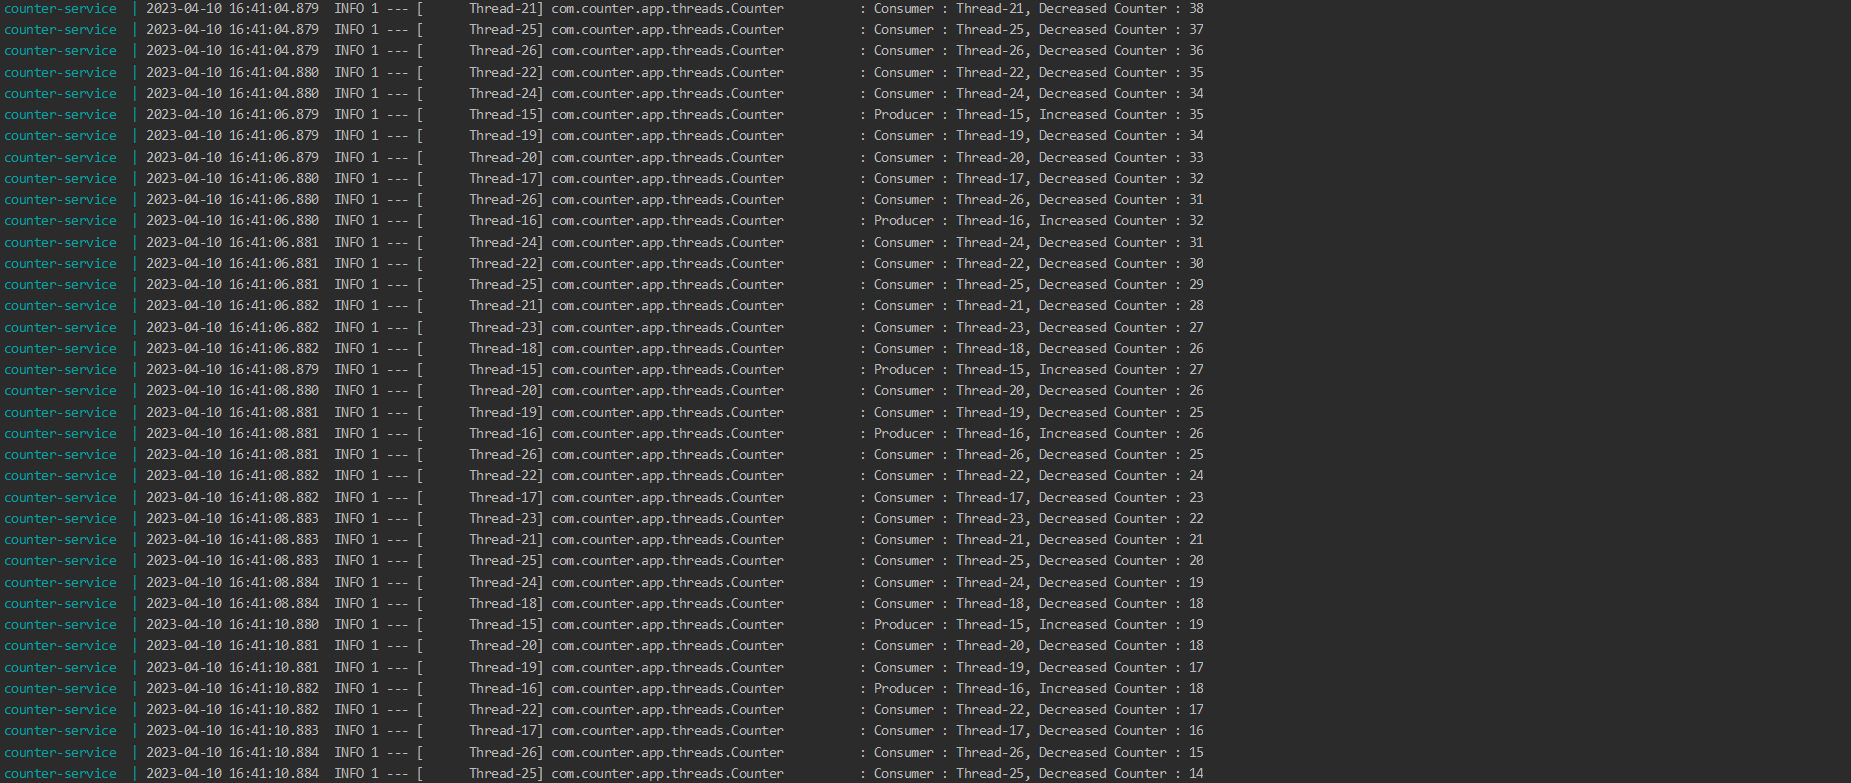 counter-service | 2023-04-10 16:41:04.879 INFO 1 --- [ Thread-21] com.counter.app.threads.Counter : Consumer : Thread-21, Decreased Counter : 38
counter-service | 2023-04-10 16:41:04.879 INFO 1 --- [ Thread-25] com.counter.app.threads.Counter : Consumer : Thread-25, Decreased Counter : 37
counter-service | 2023-04-10 16:41:04.879 INFO 1 --- [ Thread-26] com.counter.app.threads.Counter : Consumer : Thread-26, Decreased Counter : 36
counter-service | 2023-04-10 16:41:04.880 INFO 1 --- [ Thread-22] com.counter.app.threads.Counter : Consumer : Thread-22, Decreased Counter : 35
counter-service | 2023-04-10 16:41:04.880 INFO 1 --- [ Thread-24] com.counter.app.threads.Counter : Consumer : Thread-24, Decreased Counter : 34
counter-service | 2023-04-10 16:41:06.879 INFO 1 --- [ Thread-15] com.counter.app.threads.Counter : Producer : Thread-15, Increased Counter : 35
counter-service | 2023-04-10 16:41:06.879 INFO 1 --- [ Thread-19] com.counter.app.threads.Counter : Consumer : Thread-19, Decreased Counter : 34
counter-service | 2023-04-10 16:41:06.879 INFO 1 --- [ Thread-20] com.counter.app.threads.Counter : Consumer : Thread-20, Decreased Counter : 33
counter-service | 2023-04-10 16:41:06.880 INFO 1 --- [ Thread-17] com.counter.app.threads.Counter : Consumer : Thread-17, Decreased Counter : 32
counter-service | 2023-04-10 16:41:06.880 INFO 1 --- [ Thread-26] com.counter.app.threads.Counter : Consumer : Thread-26, Decreased Counter : 31
counter-service | 2023-04-10 16:41:06.880 INFO 1 --- [ Thread-16] com.counter.app.threads.Counter : Producer : Thread-16, Increased Counter : 32
counter-service | 2023-04-10 16:41:06.881 INFO 1 --- [ Thread-24] com.counter.app.threads.Counter : Consumer : Thread-24, Decreased Counter : 31
counter-service | 2023-04-10 16:41:06.881 INFO 1 --- [ Thread-22] com.counter.app.threads.Counter : Consumer : Thread-22, Decreased Counter : 30
counter-service | 2023-04-10 16:41:06.881 INFO 1 --- [ Thread-25] com.counter.app.threads.Counter : Consumer : Thread-25, Decreased Counter : 29
counter-service | 2023-04-10 16:41:06.882 INFO 1 --- [ Thread-21] com.counter.app.threads.Counter : Consumer : Thread-21, Decreased Counter : 28
counter-service | 2023-04-10 16:41:06.882 INFO 1 --- [ Thread-23] com.counter.app.threads.Counter : Consumer : Thread-23, Decreased Counter : 27
counter-service | 2023-04-10 16:41:06.882 INFO 1 --- [ Thread-18] com.counter.app.threads.Counter : Consumer : Thread-18, Decreased Counter : 26
counter-service | 2023-04-10 16:41:08.879 INFO 1 --- [ Thread-15] com.counter.app.threads.Counter : Producer : Thread-15, Increased Counter : 27
counter-service | 2023-04-10 16:41:08.880 INFO 1 --- [ Thread-20] com.counter.app.threads.Counter : Consumer : Thread-20, Decreased Counter : 26
counter-service | 2023-04-10 16:41:08.881 INFO 1 --- [ Thread-19] com.counter.app.threads.Counter : Consumer : Thread-19, Decreased Counter : 25
counter-service | 2023-04-10 16:41:08.881 INFO 1 --- [ Thread-16] com.counter.app.threads.Counter : Producer : Thread-16, Increased Counter : 26
counter-service | 2023-04-10 16:41:08.881 INFO 1 --- [ Thread-26] com.counter.app.threads.Counter : Consumer : Thread-26, Decreased Counter : 25
counter-service | 2023-04-10 16:41:08.882 INFO 1 --- [ Thread-22] com.counter.app.threads.Counter : Consumer : Thread-22, Decreased Counter : 24
counter-service | 2023-04-10 16:41:08.882 INFO 1 --- [ Thread-17] com.counter.app.threads.Counter : Consumer : Thread-17, Decreased Counter : 23
counter-service | 2023-04-10 16:41:08.883 INFO 1 --- [ Thread-23] com.counter.app.threads.Counter : Consumer : Thread-23, Decreased Counter : 22
counter-service | 2023-04-10 16:41:08.883 INFO 1 --- [ Thread-21] com.counter.app.threads.Counter : Consumer : Thread-21, Decreased Counter : 21
counter-service | 2023-04-10 16:41:08.883 INFO 1 --- [ Thread-25] com.counter.app.threads.Counter : Consumer : Thread-25, Decreased Counter : 20
counter-service | 2023-04-10 16:41:08.884 INFO 1 --- [ Thread-24] com.counter.app.threads.Counter : Consumer : Thread-24, Decreased Counter : 19
counter-service | 2023-04-10 16:41:08.884 INFO 1 --- [ Thread-18] com.counter.app.threads.Counter : Consumer : Thread-18, Decreased Counter : 18
counter-service | 2023-04-10 16:41:10.880 INFO 1 --- [ Thread-15] com.counter.app.threads.Counter : Producer : Thread-15, Increased Counter : 19
counter-service | 2023-04-10 16:41:10.881 INFO 1 --- [ Thread-20] com.counter.app.threads.Counter : Consumer : Thread-20, Decreased Counter : 18
counter-service | 2023-04-10 16:41:10.881 INFO 1 --- [ Thread-19] com.counter.app.threads.Counter : Consumer : Thread-19, Decreased Counter : 17
counter-service | 2023-04-10 16:41:10.882 INFO 1 --- [ Thread-16] com.counter.app.threads.Counter : Producer : Thread-16, Increased Counter : 18
counter-service | 2023-04-10 16:41:10.882 INFO 1 --- [ Thread-22] com.counter.app.threads.Counter : Consumer : Thread-22, Decreased Counter : 17
counter-service | 2023-04-10 16:41:10.883 INFO 1 --- [ Thread-17] com.counter.app.threads.Counter : Consumer : Thread-17, Decreased Counter : 16
counter-service | 2023-04-10 16:41:10.884 INFO 1 --- [ Thread-26] com.counter.app.threads.Counter : Consumer : Thread-26, Decreased Counter : 15
counter-service | 2023-04-10 16:41:10.884 INFO 1 --- [ Thread-25] com.counter.app.threads.Counter : Consumer : Thread-25, Decreased Counter : 14